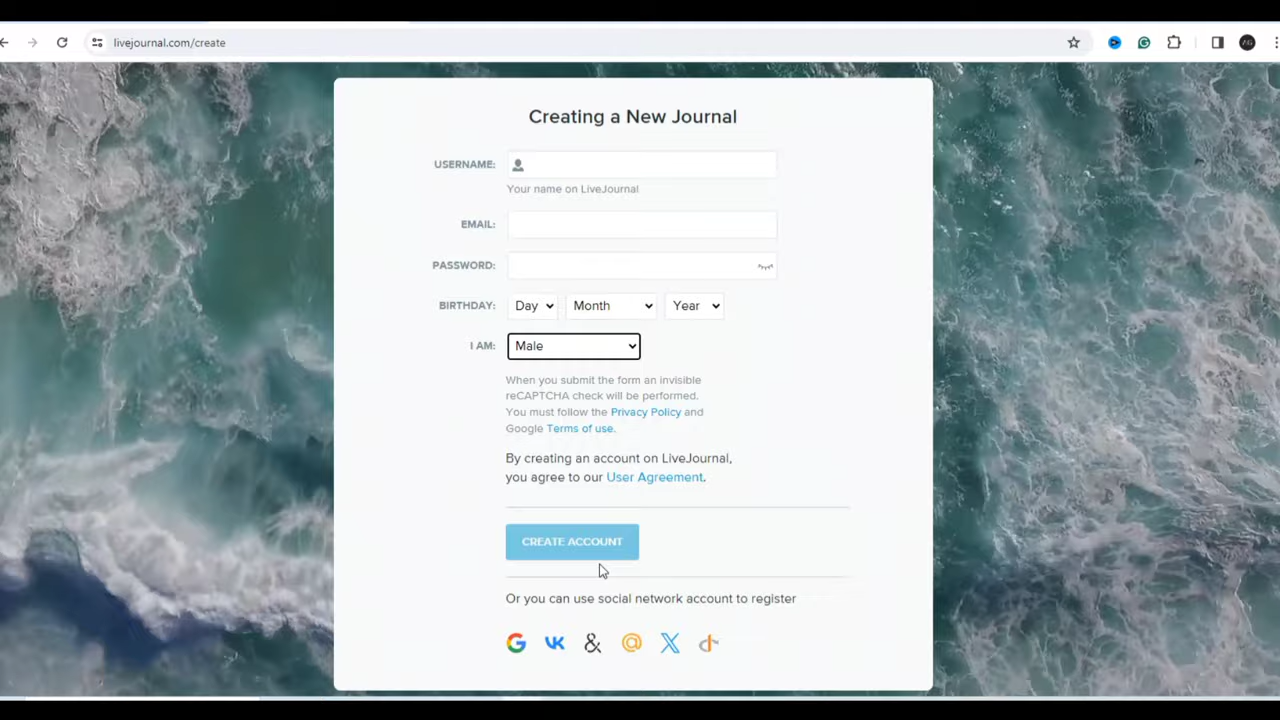 livejournal.com/create
Creating a New Journal
USERNAME:
Your name on LiveJournal
EMAIL:
PASSWORD:
BIRTHDAY: Day Month Year
I AM: Male
When you submit the form an invisible
reCAPTCHA check will be performed.
You must follow the Privacy Policy and
Google Terms of use.
By creating an account on LiveJournal,
you agree to our User Agreement.
CREATE ACCOUNT
Or you can use social network account to register